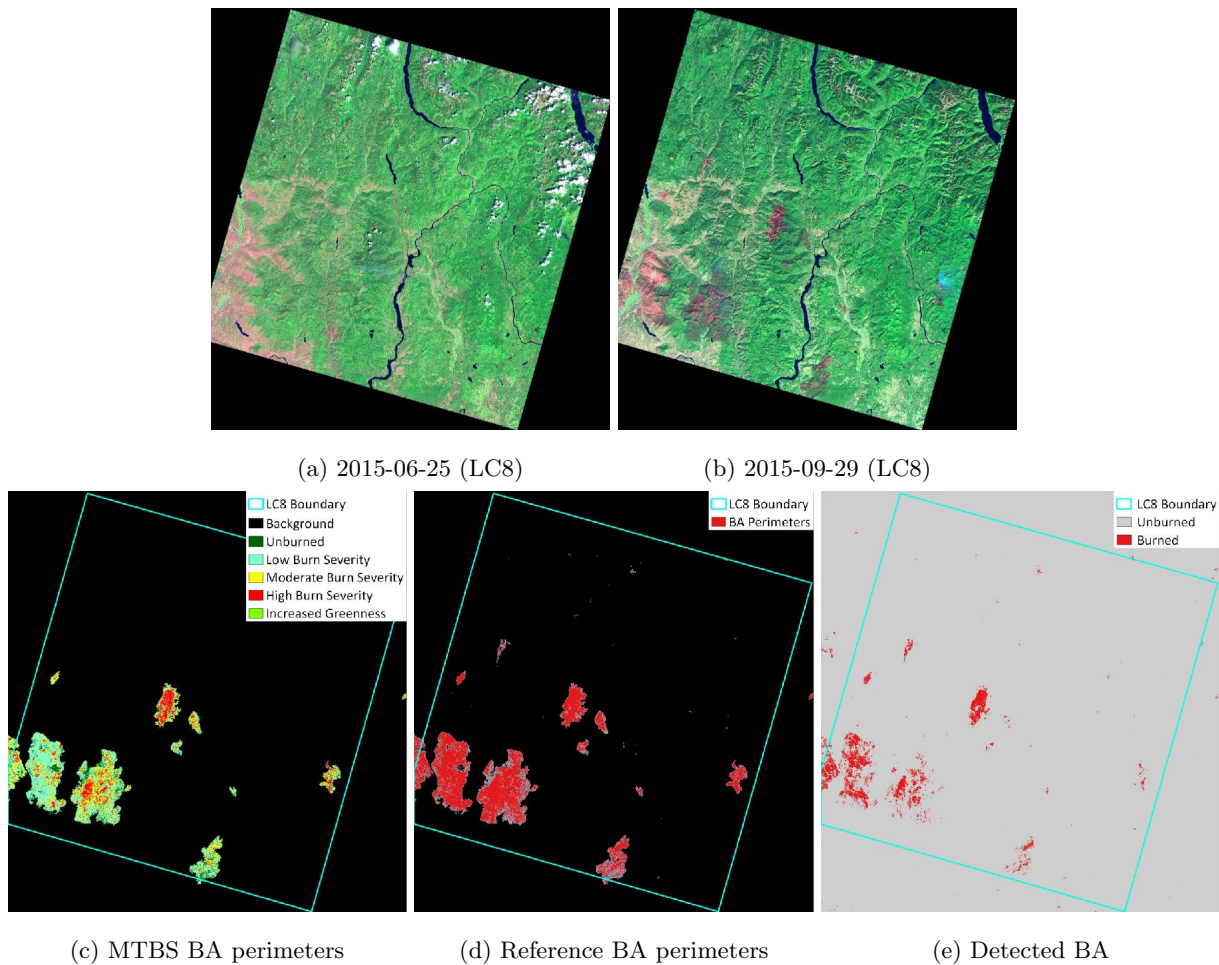 (a) 2015-06-25 (LC8)
(b) 2015-09-29 (LC8)
LC8 Boundary
Background
Unburned
Low Burn Severity
Moderate Burn Severity
High Burn Severity
Increased Greenness
LC8 Boundary
BA Perimeters
LC8 Boundary
Unburned
Burned
(c) MTBS BA perimeters
(d) Reference BA perimeters
(e) Detected BA